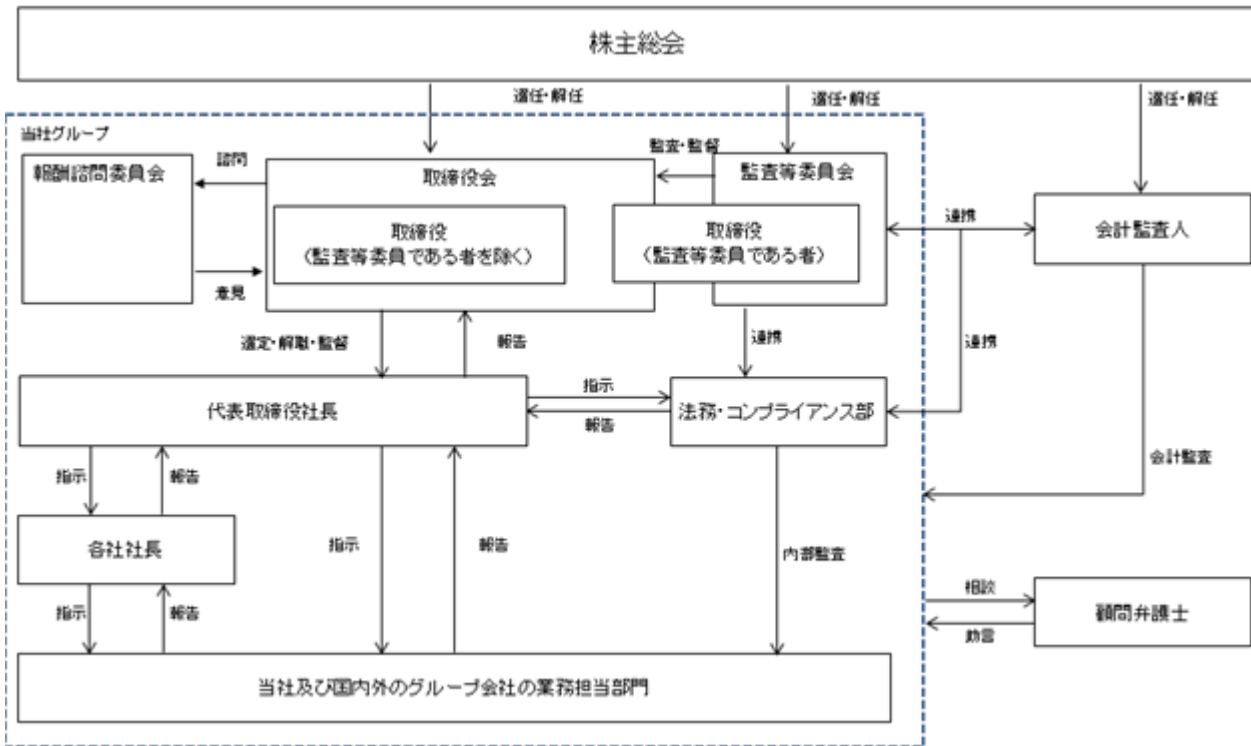 株主総会
選任・解任
選任・解任
選任・解任
当社グループ
監査・監督
報酬諮問委員会
諮問
取締役会
監査等委員会
取締役
(監査等委員である者を除く)
取締役
(監査等委員である者)
連携
会計監査人
意見
選定・解職・監督
報告
連携
連携
代表取締役社長
指示
報告
法務・コンプライアンス部
指示
報告
会計監査
各社社長
指示
報告
内部監査
指示
報告
相談
助言
顧問弁護士
当社及び国内外のグループ会社の業務担当部門